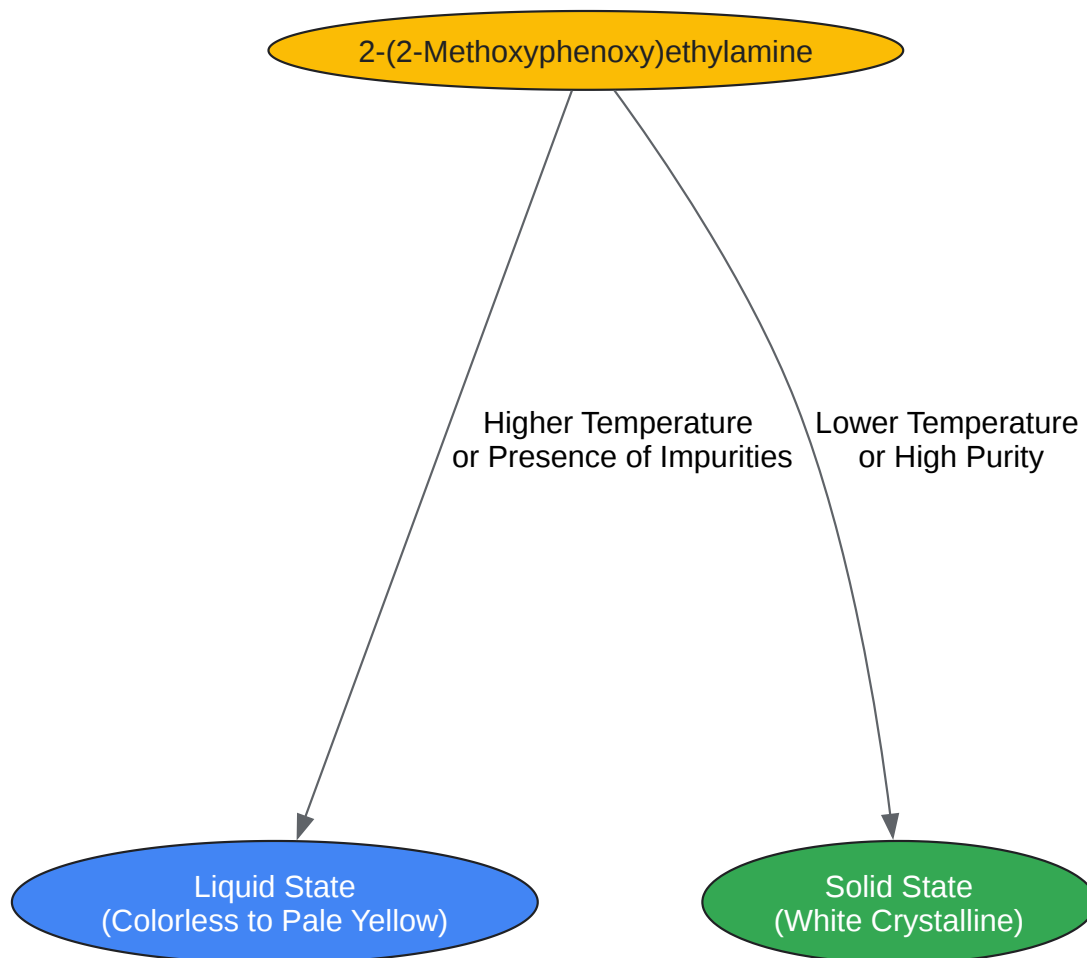 2-(2-Methoxyphenoxy)ethylamine
Higher Temperature
or Presence of Impurities
Lower Temperature
or High Purity
Liquid State
(Colorless to Pale Yellow)
Solid State
(White Crystalline)